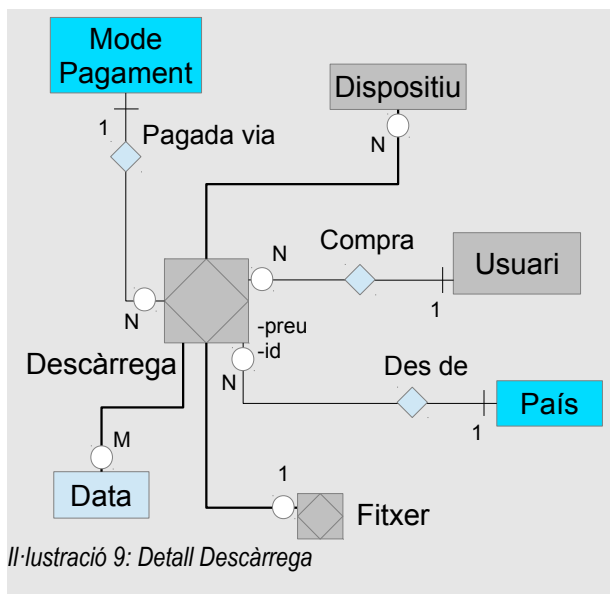 Mode
Pagament
Dispositiu
1
Pagada via
N
Compra
N
Usuari
1
N
-preu
-id
Descàrrega
N
Des de
País
1
M
Data
1
Fitxer
Il·lustració 9: Detall Descàrrega